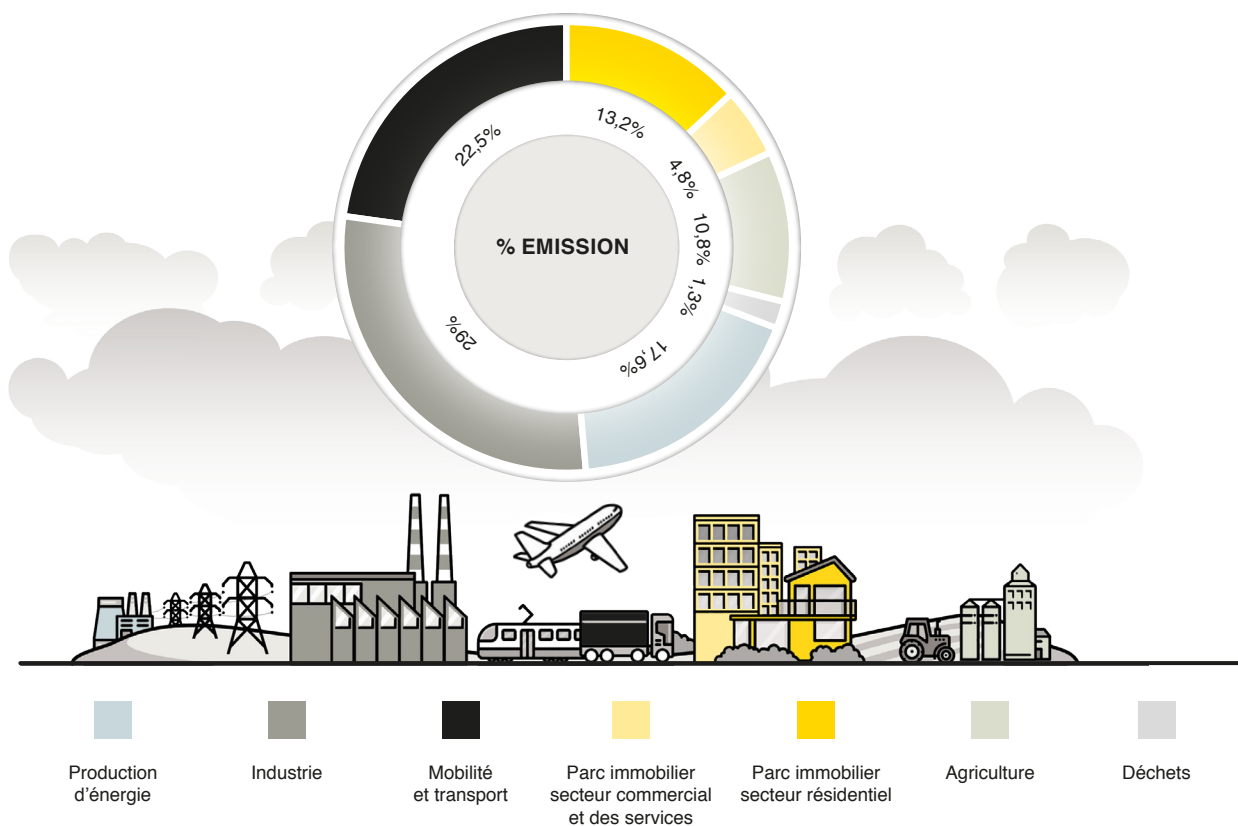 13,2%
4,8%
10,8%
1,3%
17,6%
29%
22,5%
% EMISSION
Production
d'énergie
Industrie
Mobilité
et transport
Parc immobilier
secteur commercial
et des services
Parc immobilier
secteur résidentiel
Agriculture
Déchets